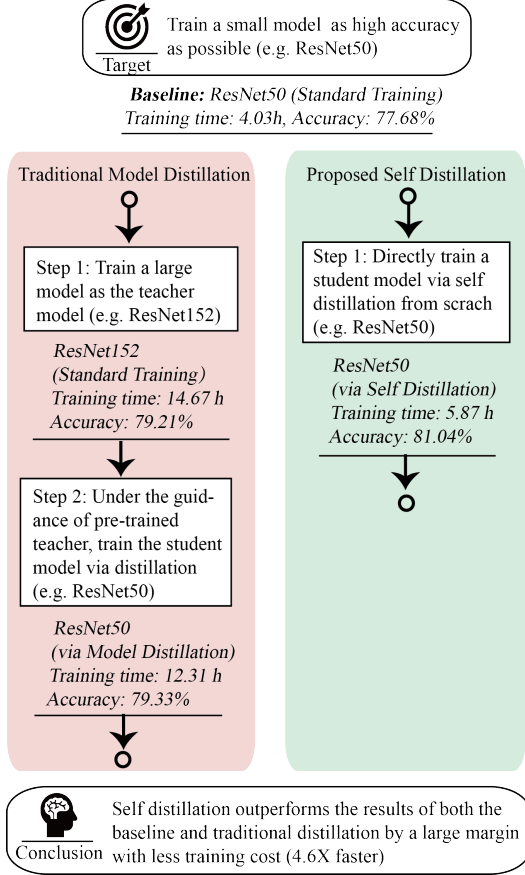 Train a small model as high accuracy
as possible (e.g. ResNet50)
Target
Baseline: ResNet50 (Standard Training)
Training time: 4.03h, Accuracy: 77.68%
Traditional Model Distillation
Step 1: Train a large
model as the teacher
model (e.g. ResNet152)
ResNet152
(Standard Training)
Training time: 14.67 h
Accuracy: 79.21%
Step 2: Under the guid-
ance of pre-trained
teacher, train the student
model via distillation
(e.g. ResNet50)
ResNet50
(via Model Distillation)
Training time: 12.31 h
Accuracy: 79.33%
Proposed Self Distillation
Step 1: Directly train a
student model via self
distillation from scrach
(e.g. ResNet50)
ResNet50
(via Self Distillation)
Training time: 5.87 h
Accuracy: 81.04%
Self distillation outperforms the results of both the
baseline and traditional distillation by a large margin
with less training cost (4.6X faster)
Conclusion